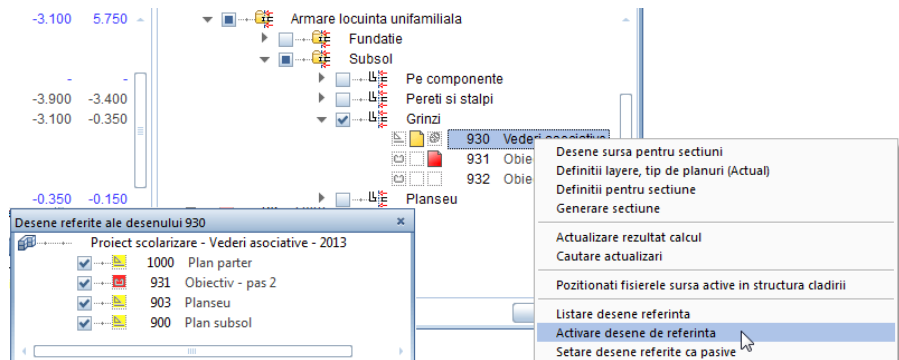 -3.100 5.750 Armare locuinta unifamiliala
Fundatie
Subsol
- - Pe componente
-3.900 -3.400 Pereti si stalpi
-3.100 -0.350 Grinzi
930 Vederi asociative
931 Obie
932 Obie
-0.350 -0.150 Planseu
Desene sursa pentru sectiuni
Definitii layere, tip de planuri (Actual)
Definitii pentru sectiune
Generare sectiune
Actualizare rezultat calcul
Cautare actualizari
Pozitionati fisierele sursa active in structura cladirii
Listare desene referinta
Activare desene de referinta
Setare desene referite ca pasive
Desene referite ale desenului 930
Proiect scolarizare - Vederi asociative - 2013
1000 Plan parter
931 Obiectiv - pas 2
903 Planseu
900 Plan subsol